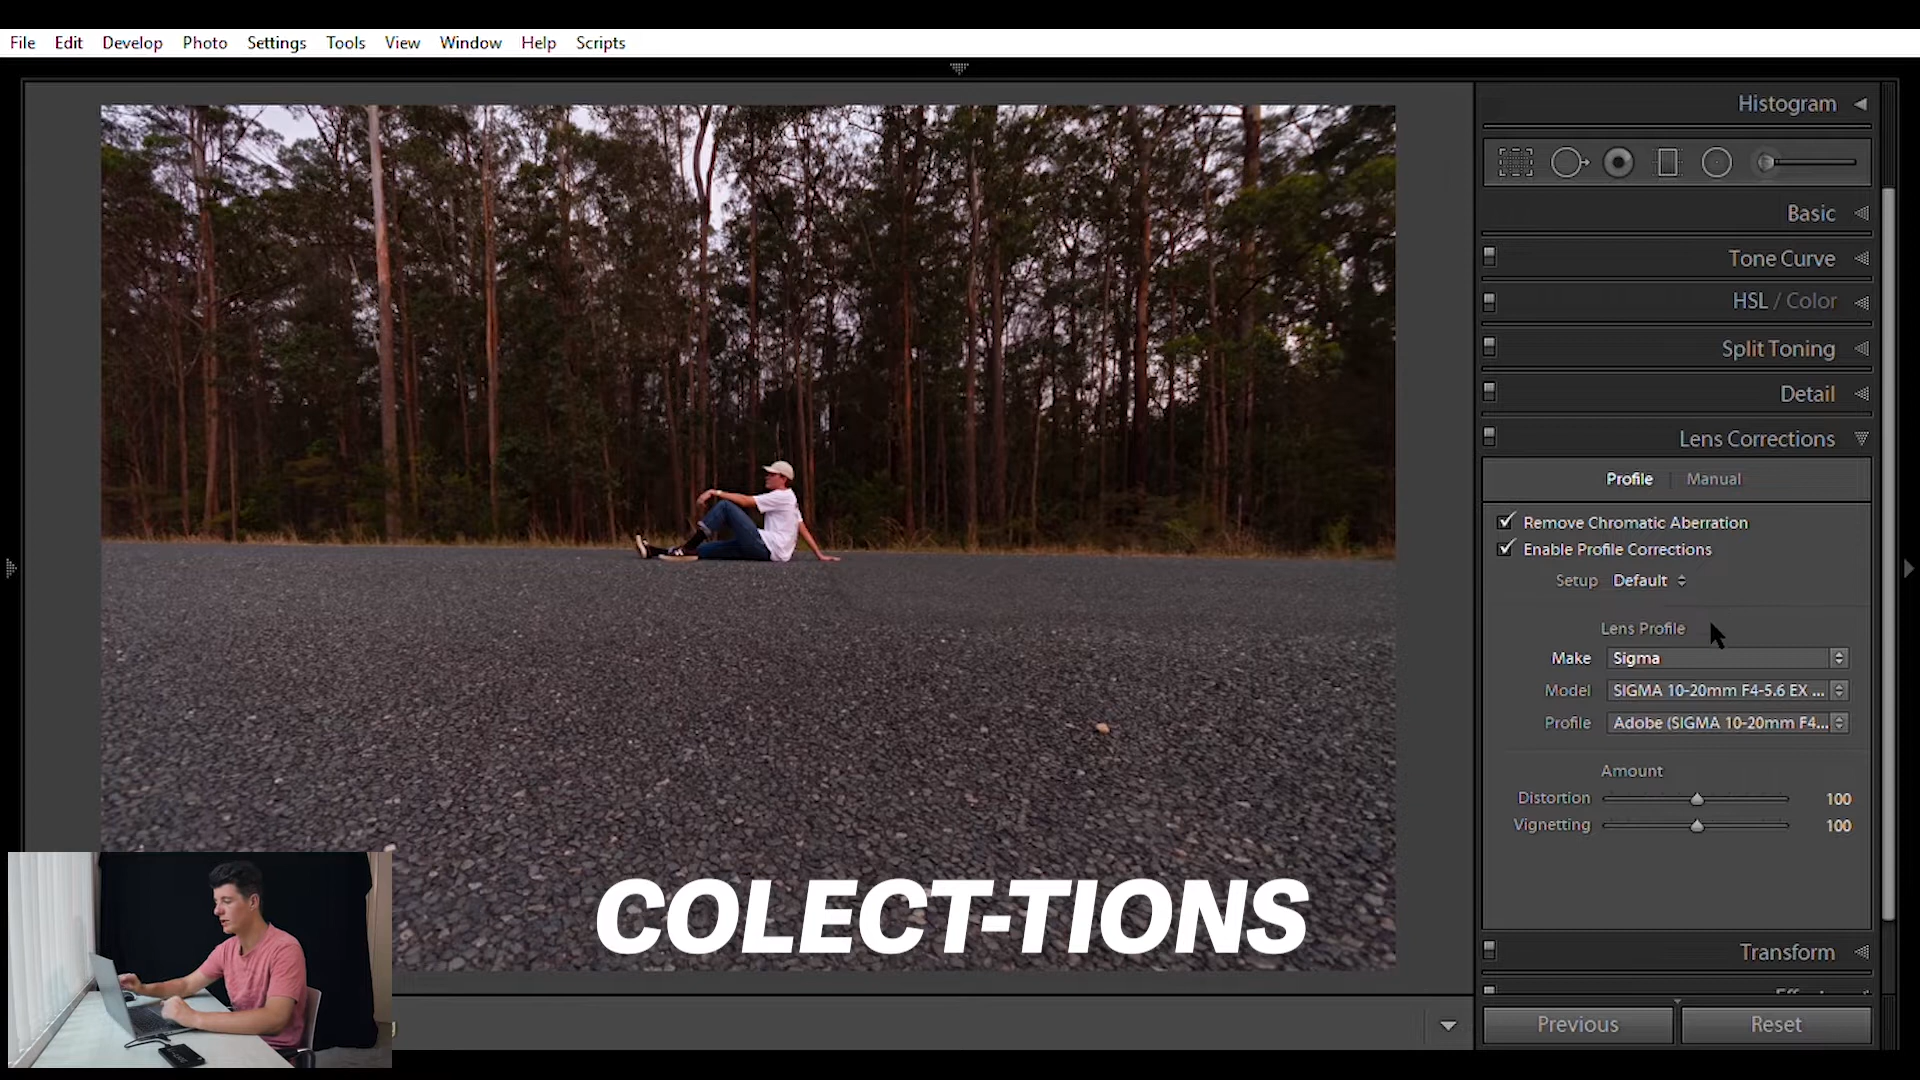 File Edit Develop Photo Settings Tools View Window Help Scripts
Histogram
Basic
Tone Curve
HSL / Color
Split Toning
Detail
Lens Corrections
Profile Manual
Remove Chromatic Aberration
Enable Profile Corrections
Setup Default
Lens Profile
Make Sigma
Model SIGMA 10-20mm F4-5.6 EX ...
Profile Adobe (SIGMA 10-20mm F4...
Amount
Distortion 100
Vignetting 100
COLECT-TIONS
Transform
Previous Reset